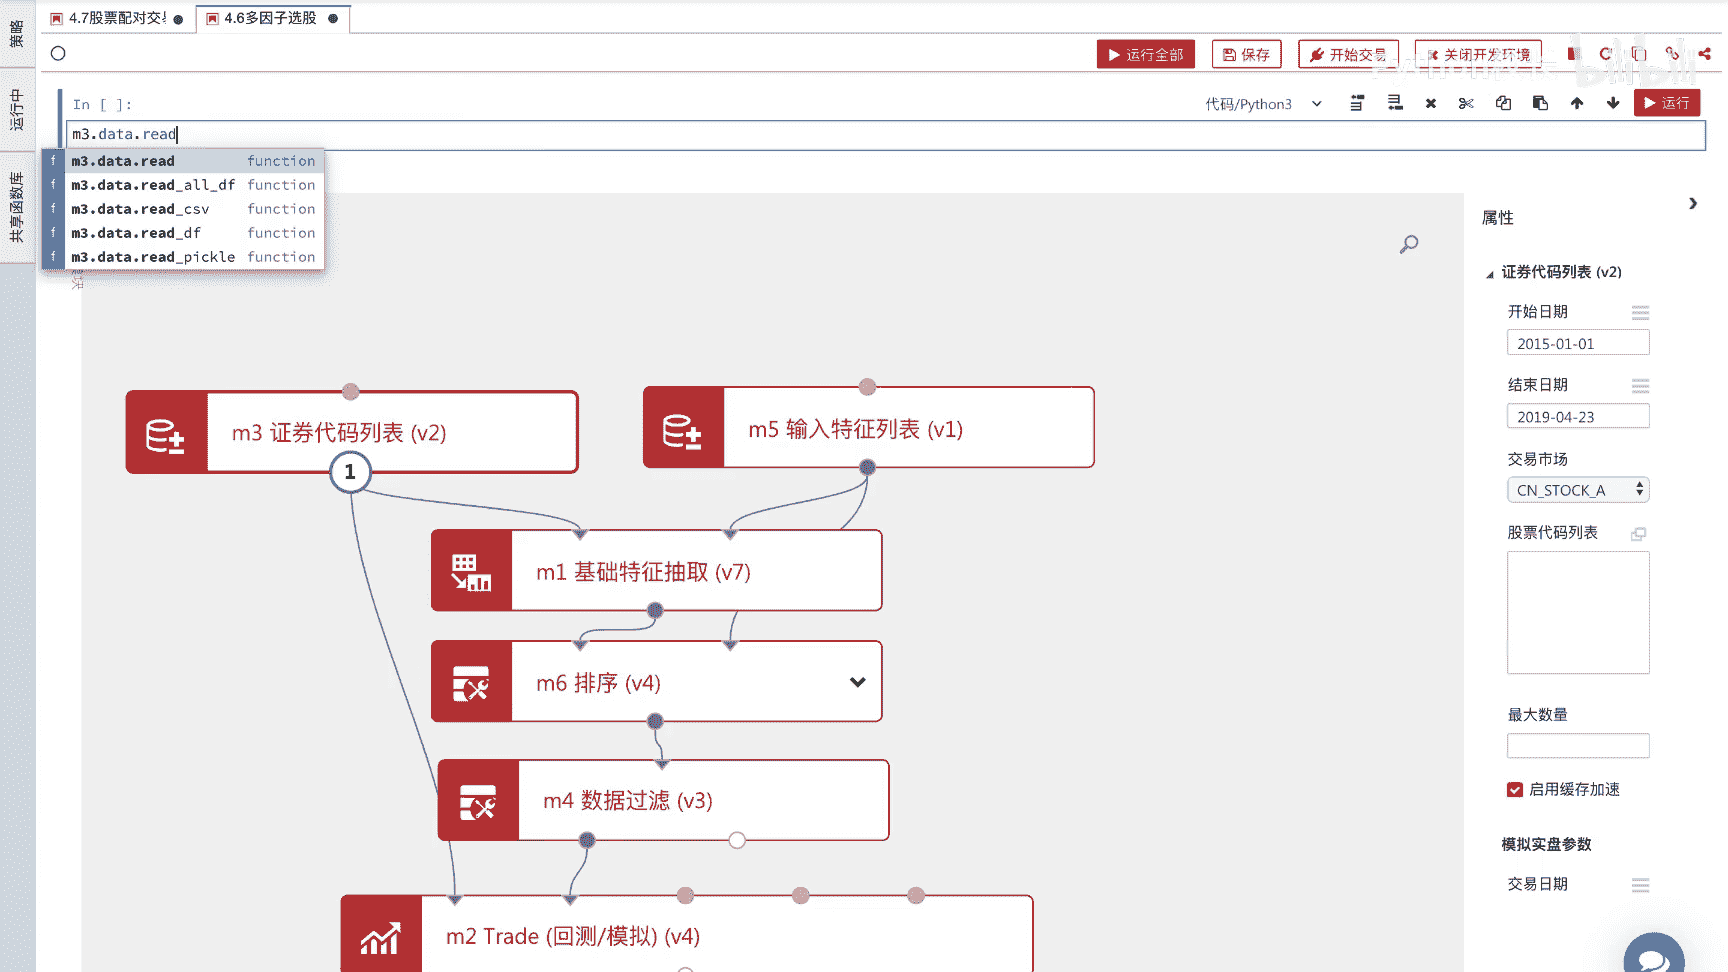 4.7股票配对交易
4.6多因子选股
策略
运行中
共享函数库
运行全部
保存
开始交易
关闭开发环境
bilibili
In [ ]:
代码/Python3
运行
m3.data.read
f m3.data.read function
f m3.data.read_all_df function
f m3.data.read_csv function
f m3.data.read_df function
f m3.data.read_pickle function
块
属性
证券代码列表 (v2)
开始日期
2015-01-01
结束日期
2019-04-23
交易市场
CN_STOCK_A
股票代码列表
最大数量
启用缓存加速
模拟实盘参数
交易日期
m3 证券代码列表 (v2)
1
m5 输入特征列表 (v1)
m1 基础特征抽取 (v7)
m6 排序 (v4)
m4 数据过滤 (v3)
m2 Trade (回测/模拟) (v4)